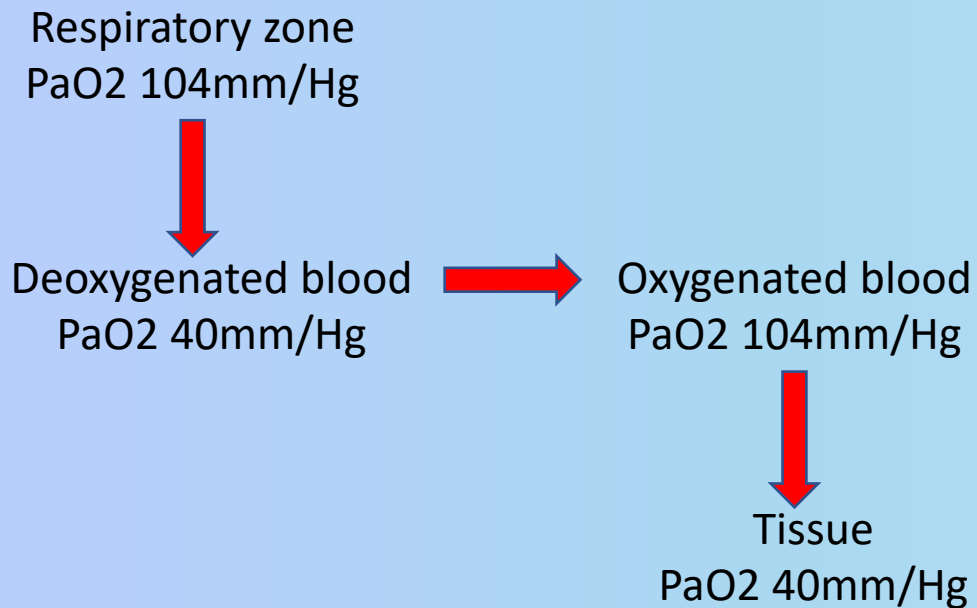 Respiratory zone
PaO2 104mm/Hg
Deoxygenated blood
PaO2 40mm/Hg
Oxygenated blood
PaO2 104mm/Hg
Tissue
PaO2 40mm/Hg